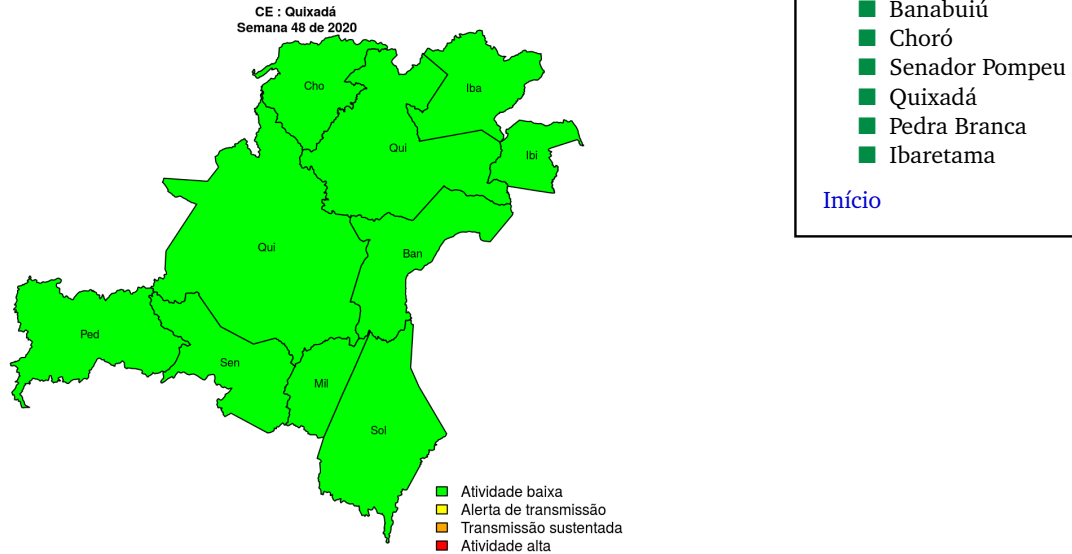 CE : Quixadá
Semana 48 de 2020
Cho
Iba
Qui
Ibi
Qui
Ban
Ped
Sen
Mil
Sol
Atividade baixa
Alerta de transmissão
Transmissão sustentada
Atividade alta
Banabuiú
Choró
Senador Pompeu
Quixadá
Pedra Branca
Ibaretama
Início